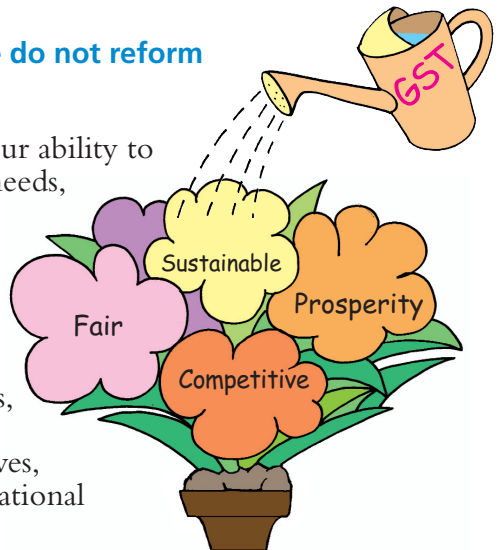 do not reform
GST
ur ability to
needs,
Sustainable
Prosperity
Fair
Competitive
s,
ves,
ational